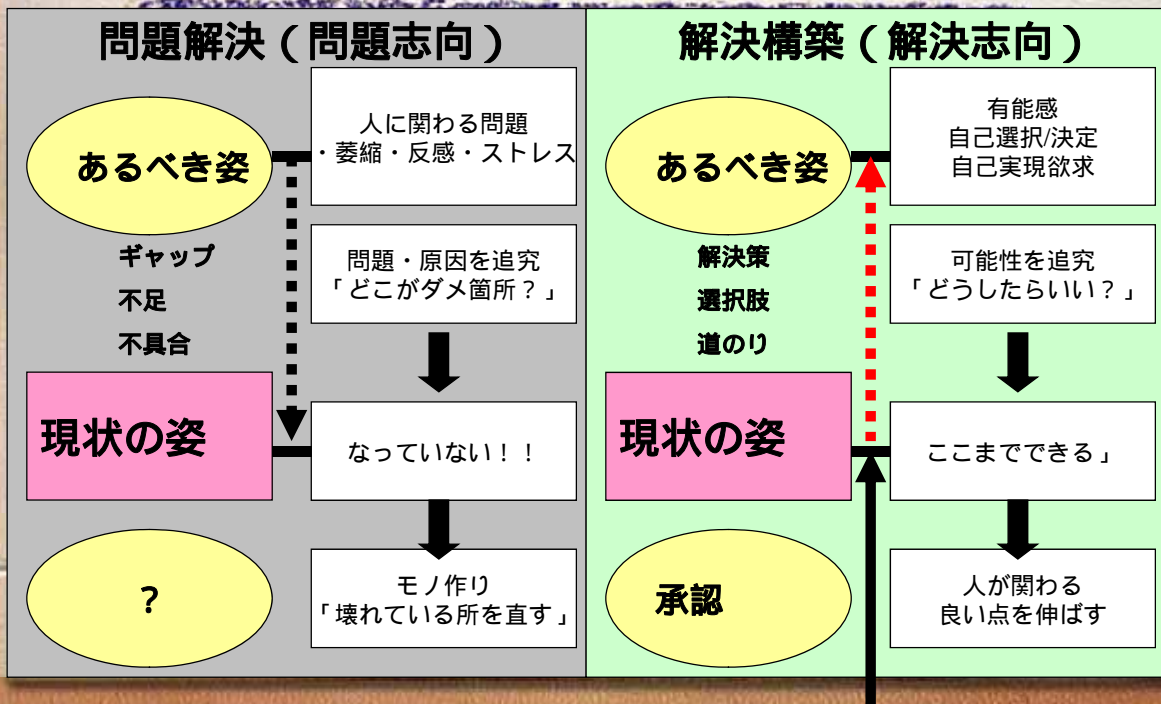 問題解決(問題志向)
あるべき姿
人に関わる問題
・萎縮・反感・ストレス
ギャップ
不足
不具合
問題・原因を追究
「どこがダメ箇所?」
現状の姿
なっていない!!
?
モノ作り
「壊れている所を直す」
解決構築(解決志向)
あるべき姿
有能感
自己選択/決定
自己実現欲求
解決策
選択肢
道のり
可能性を追究
「どうしたらいい?」
現状の姿
ここまでできる」
承認
人が関わる
良い点を伸ばす